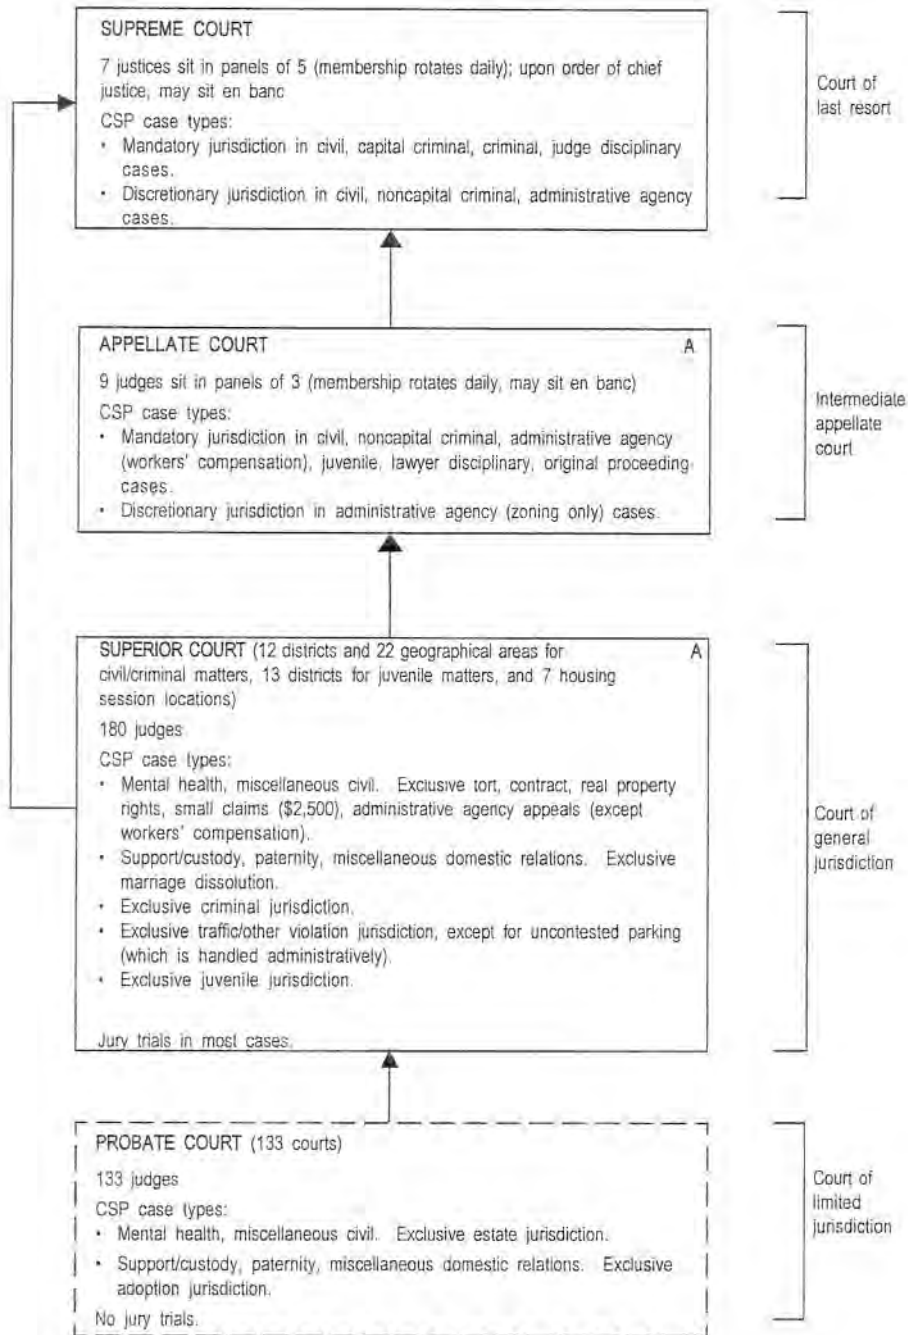 SUPREME COURT
7 justices sit in panels of 5 (membership rotates daily); upon order of chief
justice, may sit en banc
CSP case types:
• Mandatory jurisdiction in civil, capital criminal, criminal, judge disciplinary
cases.
• Discretionary jurisdiction in civil, noncapital criminal, administrative agency
cases.
Court of
last resort
APPELLATE COURT A
9 judges sit in panels of 3 (membership rotates daily, may sit en banc)
CSP case types:
• Mandatory jurisdiction in civil, noncapital criminal, administrative agency
(workers' compensation), juvenile, lawyer disciplinary, original proceeding
cases.
• Discretionary jurisdiction in administrative agency (zoning only) cases.
Intermediate
appellate
court
SUPERIOR COURT (12 districts and 22 geographical areas for A
civil/criminal matters, 13 districts for juvenile matters, and 7 housing
session locations)
180 judges
CSP case types:
• Mental health, miscellaneous civil. Exclusive tort, contract, real property
rights, small claims ($2,500), administrative agency appeals (except
workers' compensation).
• Support/custody, paternity, miscellaneous domestic relations. Exclusive
marriage dissolution.
• Exclusive criminal jurisdiction.
• Exclusive traffic/other violation jurisdiction, except for uncontested parking
(which is handled administratively).
• Exclusive juvenile jurisdiction.
Jury trials in most cases.
Court of
general
jurisdiction
PROBATE COURT (133 courts)
133 judges
CSP case types:
• Mental health, miscellaneous civil. Exclusive estate jurisdiction.
• Support/custody, paternity, miscellaneous domestic relations. Exclusive
adoption jurisdiction.
No jury trials.
Court of
limited
jurisdiction